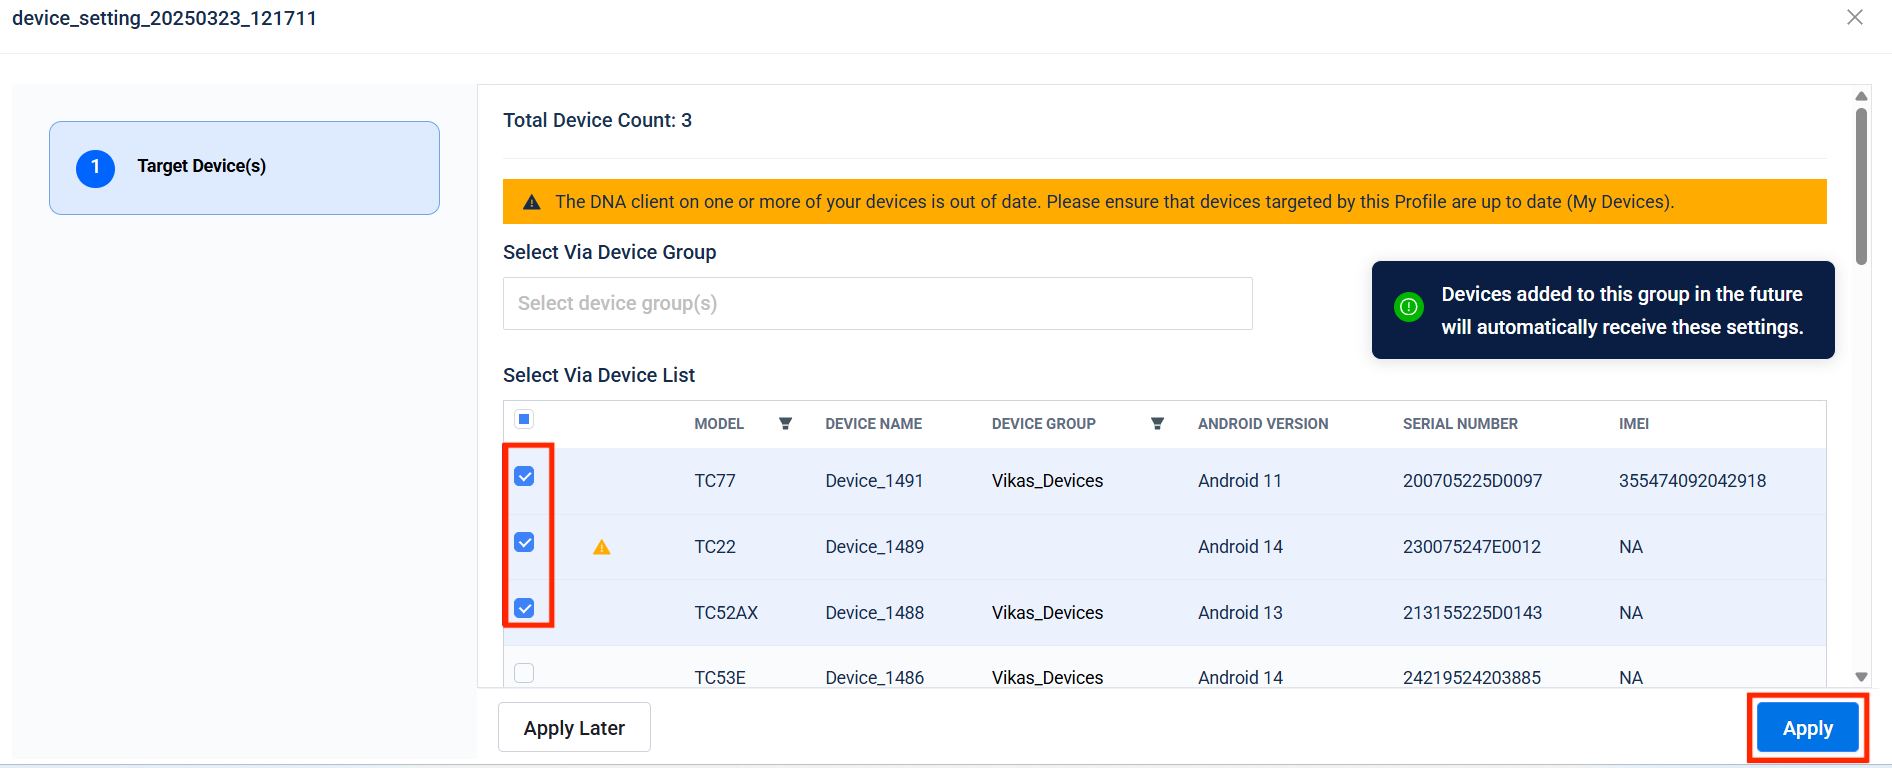 device_setting_20250323_121711
1 Target Device(s)
Total Device Count: 3
The DNA client on one or more of your devices is out of date. Please ensure that devices targeted by this Profile are up to date (My Devices).
Select Via Device Group
Select device group(s)
Devices added to this group in the future
will automatically receive these settings.
Select Via Device List
MODEL DEVICE NAME DEVICE GROUP ANDROID VERSION SERIAL NUMBER IMEI
TC77 Device_1491 Vikas_Devices Android 11 200705225D0097 355474092042918
TC22 Device_1489 Android 14 230075247E0012 NA
TC52AX Device_1488 Vikas_Devices Android 13 213155225D0143 NA
TC53E Device_1486 Vikas_Devices Android 14 24219524203885 NA
Apply Later Apply